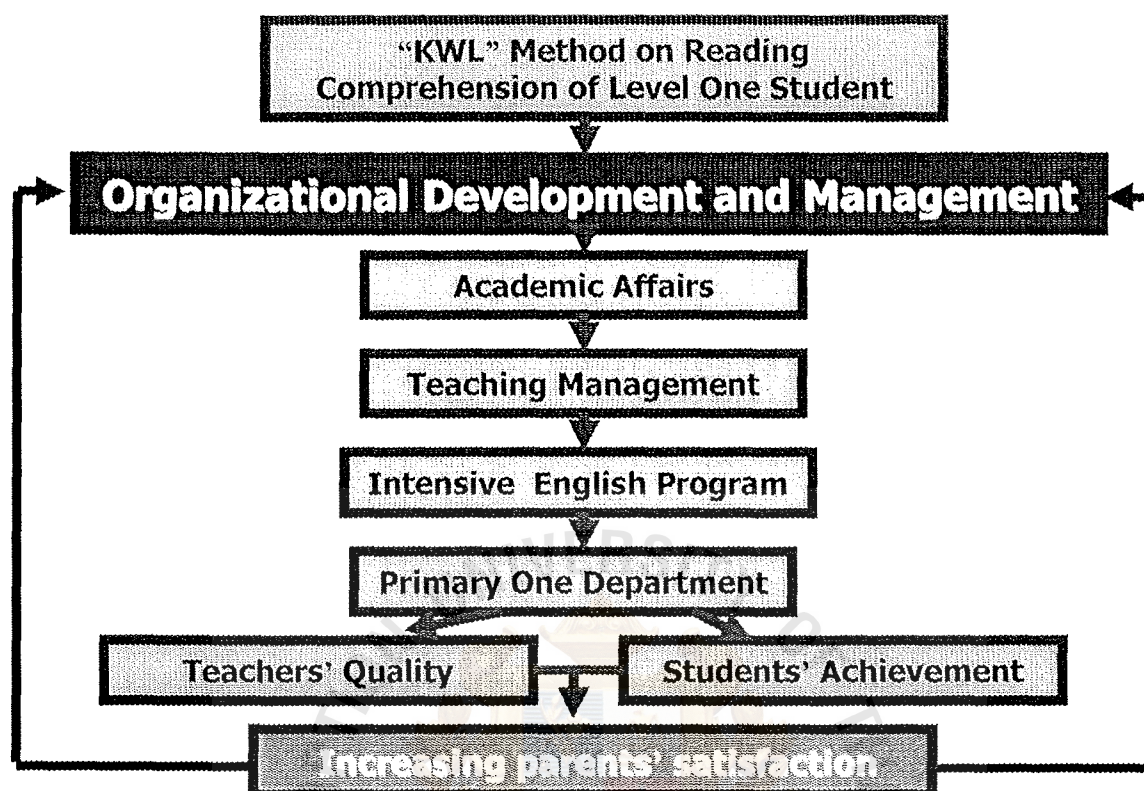 “KWL” Method on Reading
Comprehension of Level One Student
Organizational Development and Management
Academic Affairs
Teaching Management
Intensive English Program
Primary One Department
Teachers’ Quality
Students’ Achievement
Increasing parents’ satisfaction